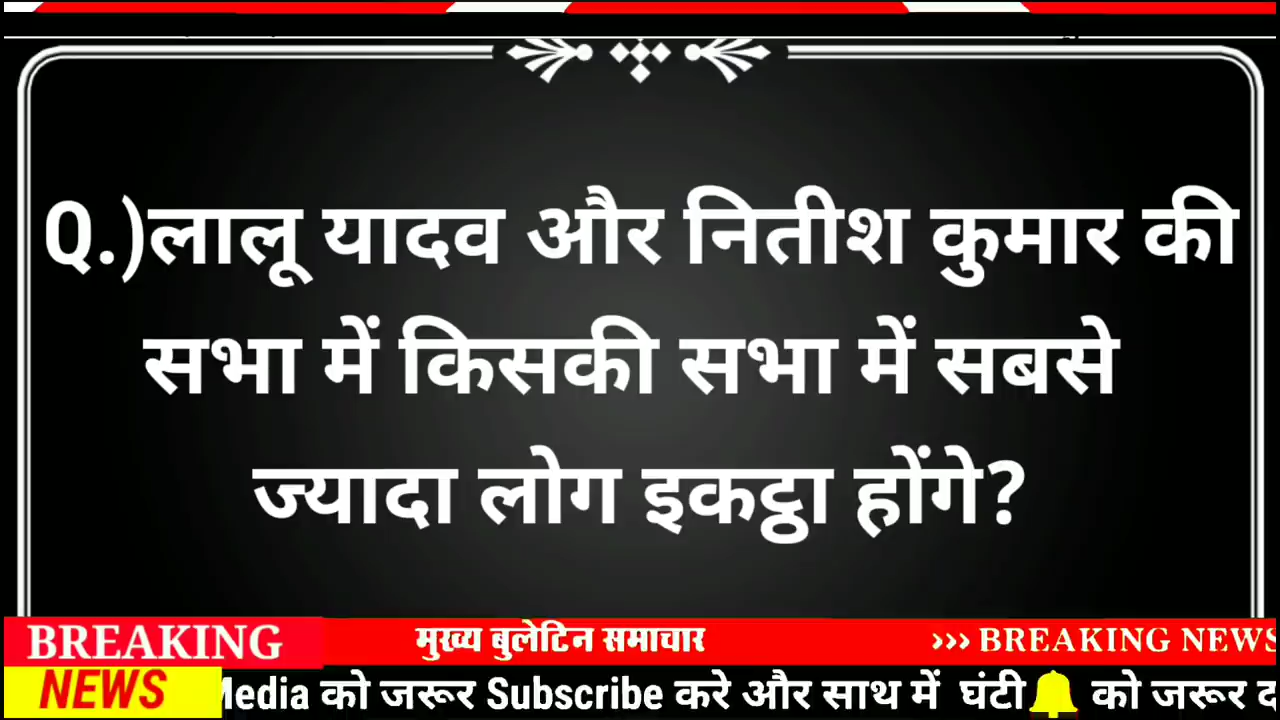 Q.)लालू यादव और नितीश कुमार की
सभा में किसकी सभा में सबसे
ज्यादा लोग इकट्ठा होंगे?
BREAKING
मुख्य बुलेटिन समाचार
››› BREAKING NEWS
NEWS
Media को जरूर Subscribe करे और साथ में घंटी🔔 को जरूर